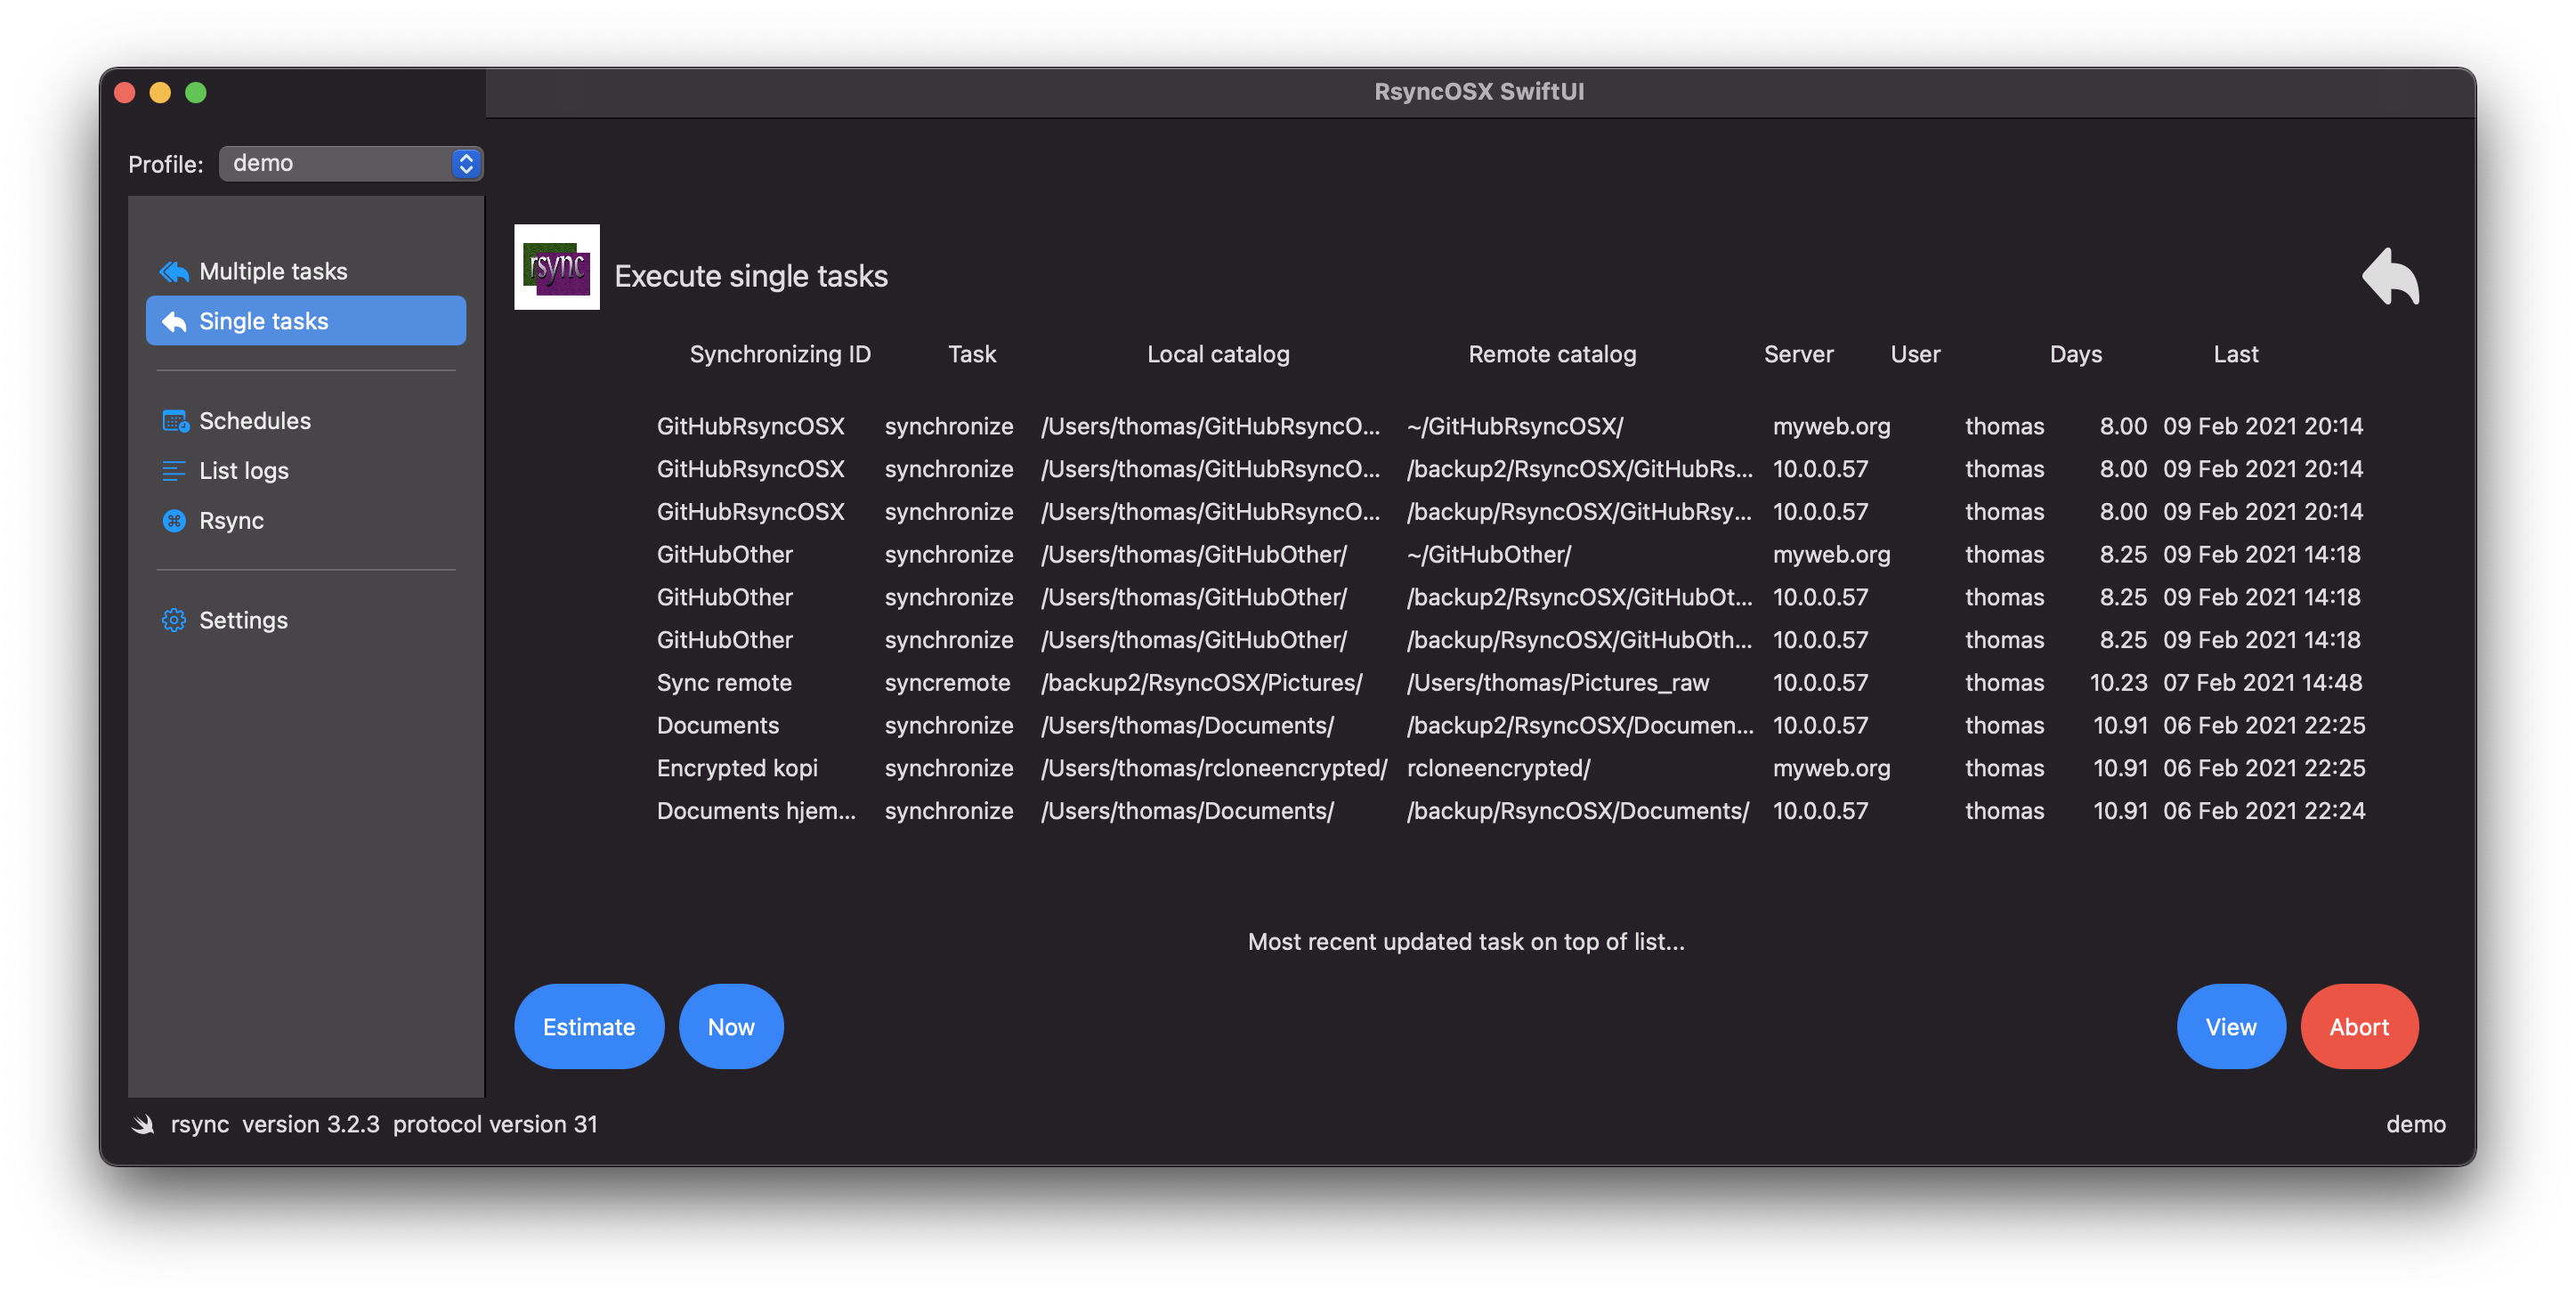 RsyncOSX SwiftUI
Profile: demo
Multiple tasks
Single tasks
Schedules
List logs
Rsync
Settings
rsync
Execute single tasks
Synchronizing ID Task Local catalog Remote catalog Server User Days Last
GitHubRsyncOSX synchronize /Users/thomas/GitHubRsyncO... ~/GitHubRsyncOSX/ myweb.org thomas 8.00 09 Feb 2021 20:14
GitHubRsyncOSX synchronize /Users/thomas/GitHubRsyncO... /backup2/RsyncOSX/GitHubRs... 10.0.0.57 thomas 8.00 09 Feb 2021 20:14
GitHubRsyncOSX synchronize /Users/thomas/GitHubRsyncO... /backup/RsyncOSX/GitHubRsy... 10.0.0.57 thomas 8.00 09 Feb 2021 20:14
GitHubOther synchronize /Users/thomas/GitHubOther/ ~/GitHubOther/ myweb.org thomas 8.25 09 Feb 2021 14:18
GitHubOther synchronize /Users/thomas/GitHubOther/ /backup2/RsyncOSX/GitHubOt... 10.0.0.57 thomas 8.25 09 Feb 2021 14:18
GitHubOther synchronize /Users/thomas/GitHubOther/ /backup/RsyncOSX/GitHubOth... 10.0.0.57 thomas 8.25 09 Feb 2021 14:18
Sync remote syncremote /backup2/RsyncOSX/Pictures/ /Users/thomas/Pictures_raw 10.0.0.57 thomas 10.23 07 Feb 2021 14:48
Documents synchronize /Users/thomas/Documents/ /backup2/RsyncOSX/Documen... 10.0.0.57 thomas 10.91 06 Feb 2021 22:25
Encrypted kopi synchronize /Users/thomas/rcloneencrypted/ rcloneencrypted/ myweb.org thomas 10.91 06 Feb 2021 22:25
Documents hjem... synchronize /Users/thomas/Documents/ /backup/RsyncOSX/Documents/ 10.0.0.57 thomas 10.91 06 Feb 2021 22:24
Most recent updated task on top of list...
Estimate Now View Abort
rsync version 3.2.3 protocol version 31 demo